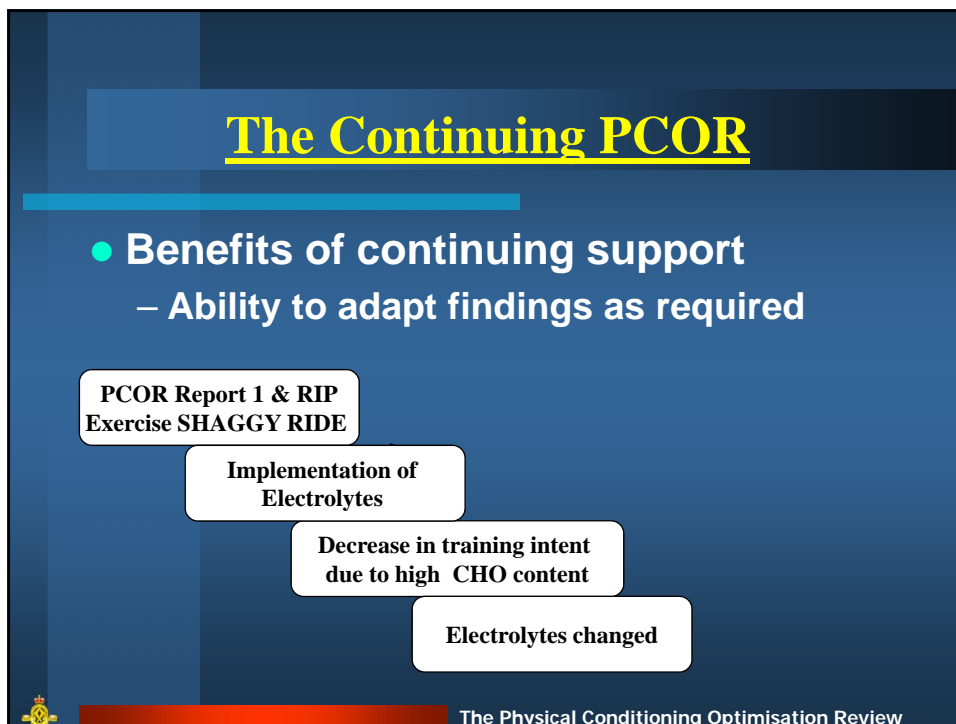 The Continuing PCOR
Benefits of continuing support
– Ability to adapt findings as required
PCOR Report 1 & RIP
Exercise SHAGGY RIDE
Implementation of
Electrolytes
Decrease in training intent
due to high CHO content
Electrolytes changed
The Physical Conditioning Optimisation Review